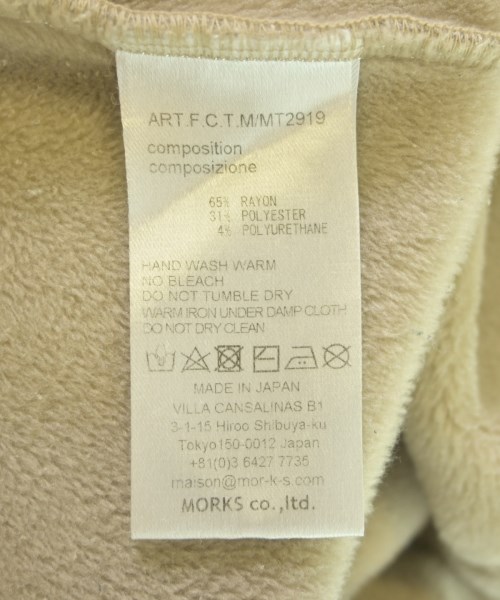 ART.F.C.T.M/MT2919
composition
composizione
65% RAYON
31% POLYESTER
4% POLYURETHANE
HAND WASH WARM
NO BLEACH
DO NOT TUMBLE DRY
WARM IRON UNDER DAMP CLOTH
DO NOT DRY CLEAN
MADE IN JAPAN
VILLA CANSALINAS B1
3-1-15 Hiroo Shibuya-ku
Tokyo150-0012 Japan
+81(0)3 6427 7735
maison@mor-k-s.com
MORKS co.,ltd.